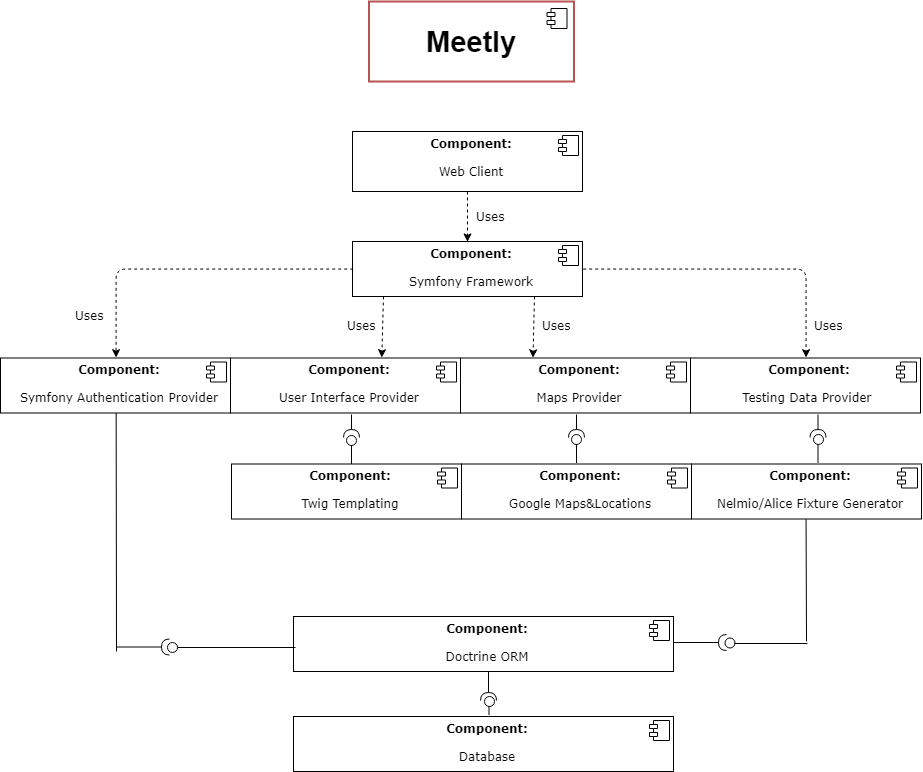 Meetly
Component:
Web Client
Uses
Component:
Symfony Framework
Uses
Uses
Uses
Uses
Component:
Symfony Authentication Provider
Component:
User Interface Provider
Component:
Maps Provider
Component:
Testing Data Provider
Component:
Twig Templating
Component:
Google Maps&Locations
Component:
Nelmio/Alice Fixture Generator
Component:
Doctrine ORM
Component:
Database